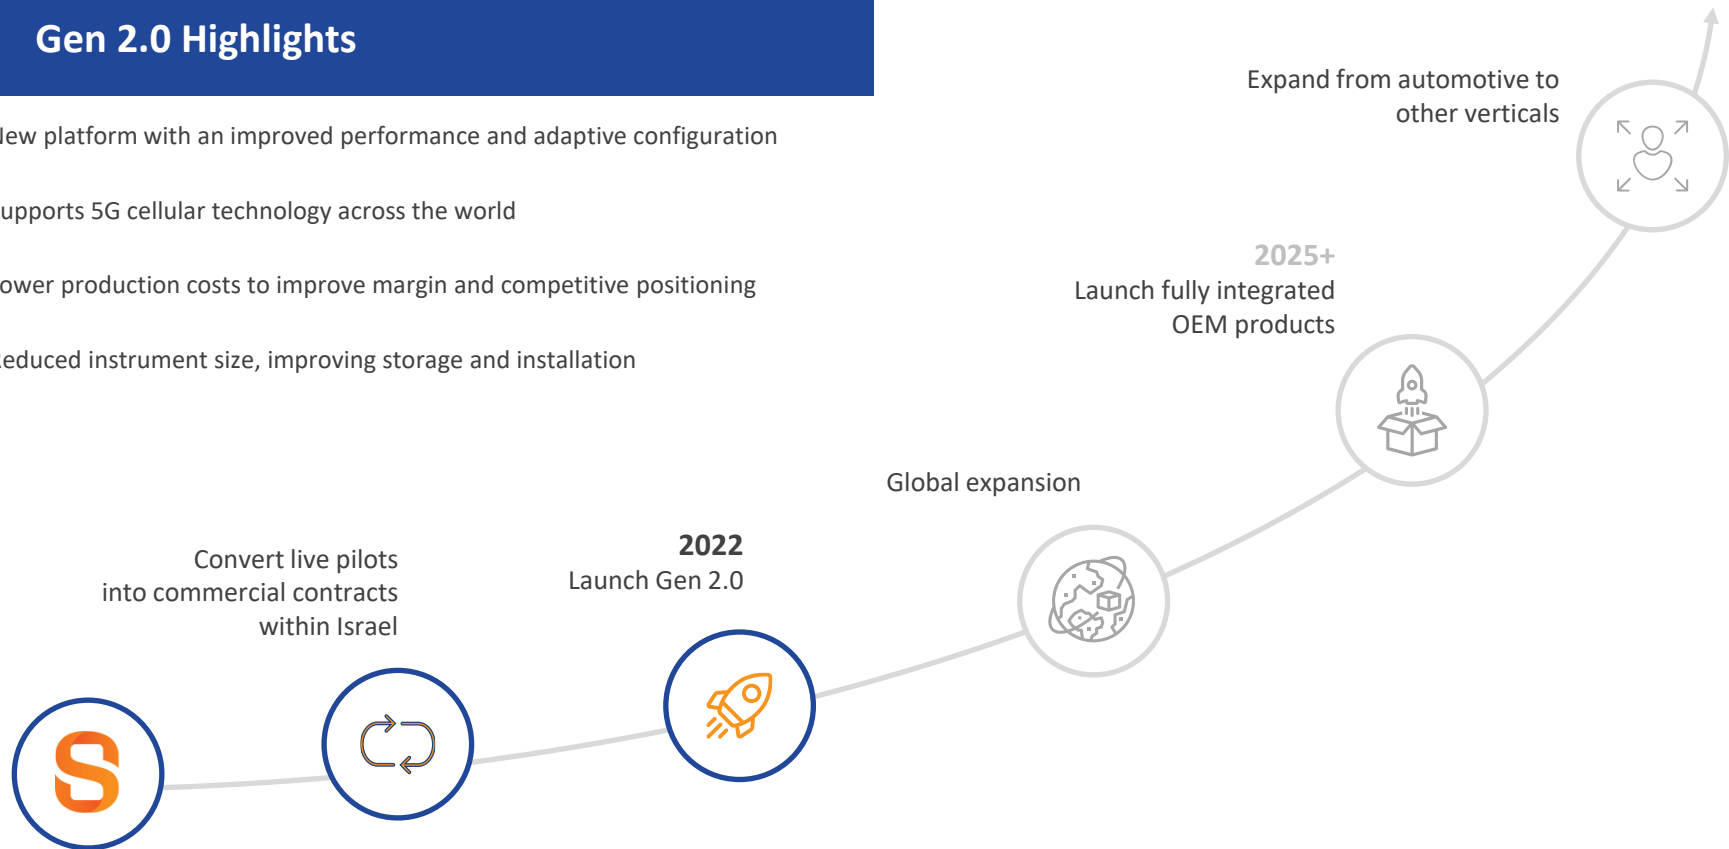 Gen 2.0 Highlights
New platform with an improved performance and adaptive configuration
upports 5G cellular technology across the world
ower production costs to improve margin and competitive positioning
Reduced instrument size, improving storage and installation
Expand from automotive to
other verticals
2025+
Launch fully integrated
OEM products
Global expansion
2022
Launch Gen 2.0
Convert live pilots
into commercial contracts
within Israel
S